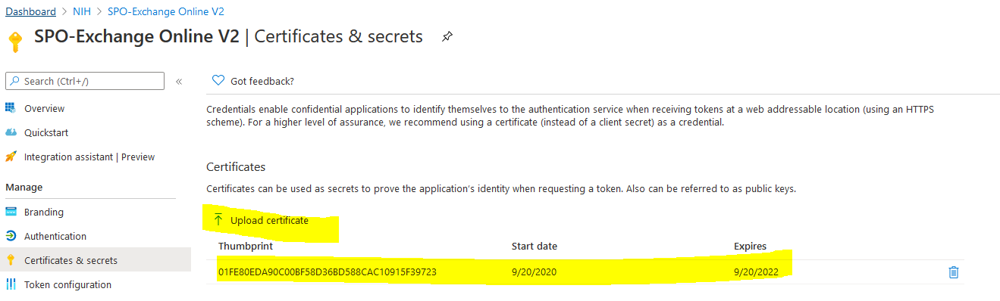 Dashboard > NIH > SPO-Exchange Online V2
SPO-Exchange Online V2 | Certificates & secrets
Search (Ctrl+/)
«
Overview
Quickstart
Integration assistant | Preview
Manage
Branding
Authentication
Certificates & secrets
Token configuration
Got feedback?
Credentials enable confidential applications to identify themselves to the authentication service when receiving tokens at a web addressable location (using an HTTPS
scheme). For a higher level of assurance, we recommend using a certificate (instead of a client secret) as a credential.
Certificates
Certificates can be used as secrets to prove the application's identity when requesting a token. Also can be referred to as public keys.
Upload certificate
Thumbprint Start date Expires
01FE80EDA90C00BF58D36BD588CAC10915F39723 9/20/2020 9/20/2022